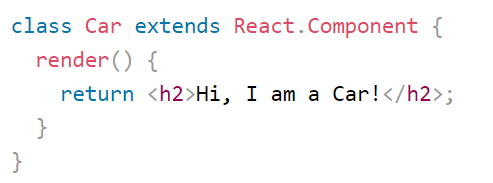 class Car extends React.Component {
  render() {
    return <h2>Hi, I am a Car!</h2>;
  }
}